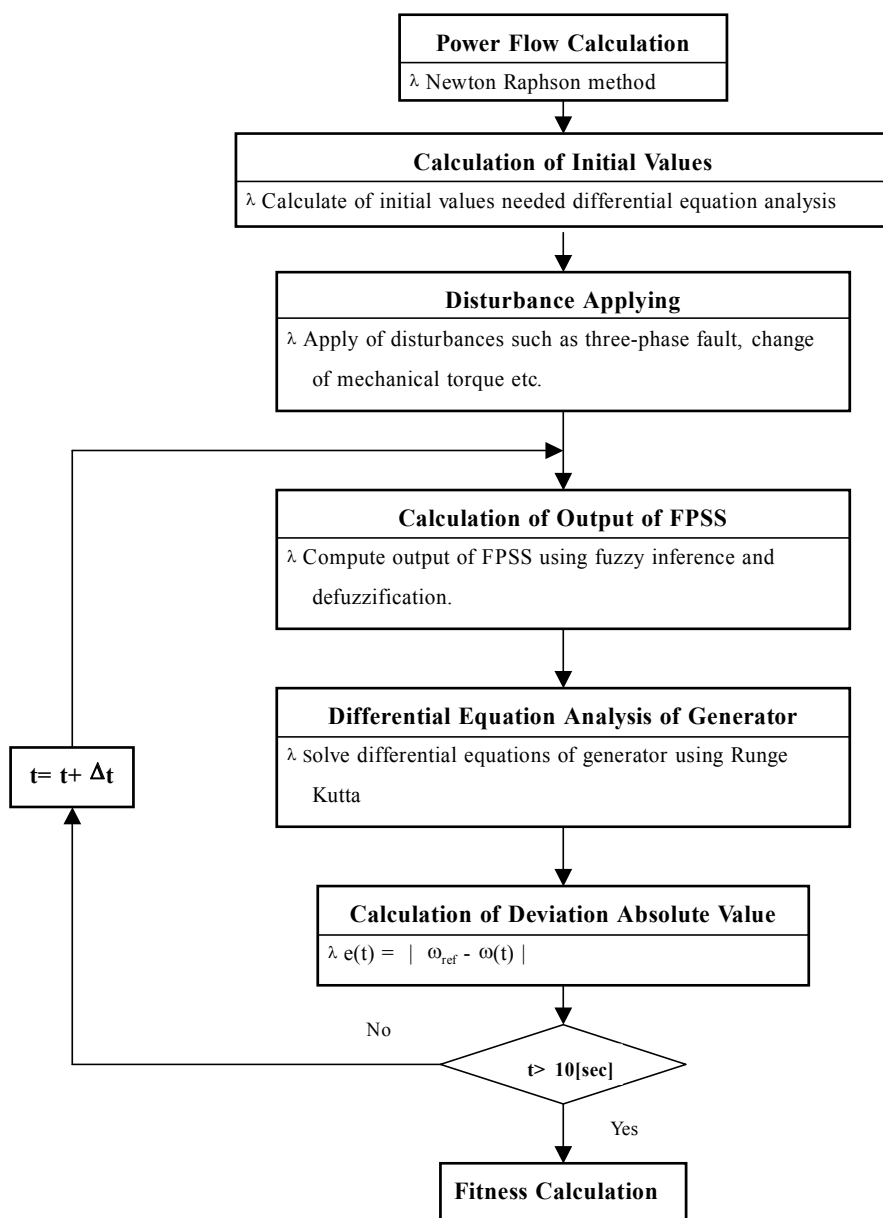 Power Flow Calculation
λ Newton Raphson method
Calculation of Initial Values
λ Calculate of initial values needed differential equation analysis
Disturbance Applying
λ Apply of disturbances such as three-phase fault, change
of mechanical torque etc.
Calculation of Output of FPSS
λ Compute output of FPSS using fuzzy inference and
defuzzification.
Differential Equation Analysis of Generator
λ Solve differential equations of generator using Runge
Kutta
t= t+ Δt
Calculation of Deviation Absolute Value
λ e(t) = | ω_ref - ω(t) |
No
t> 10[sec]
Yes
Fitness Calculation